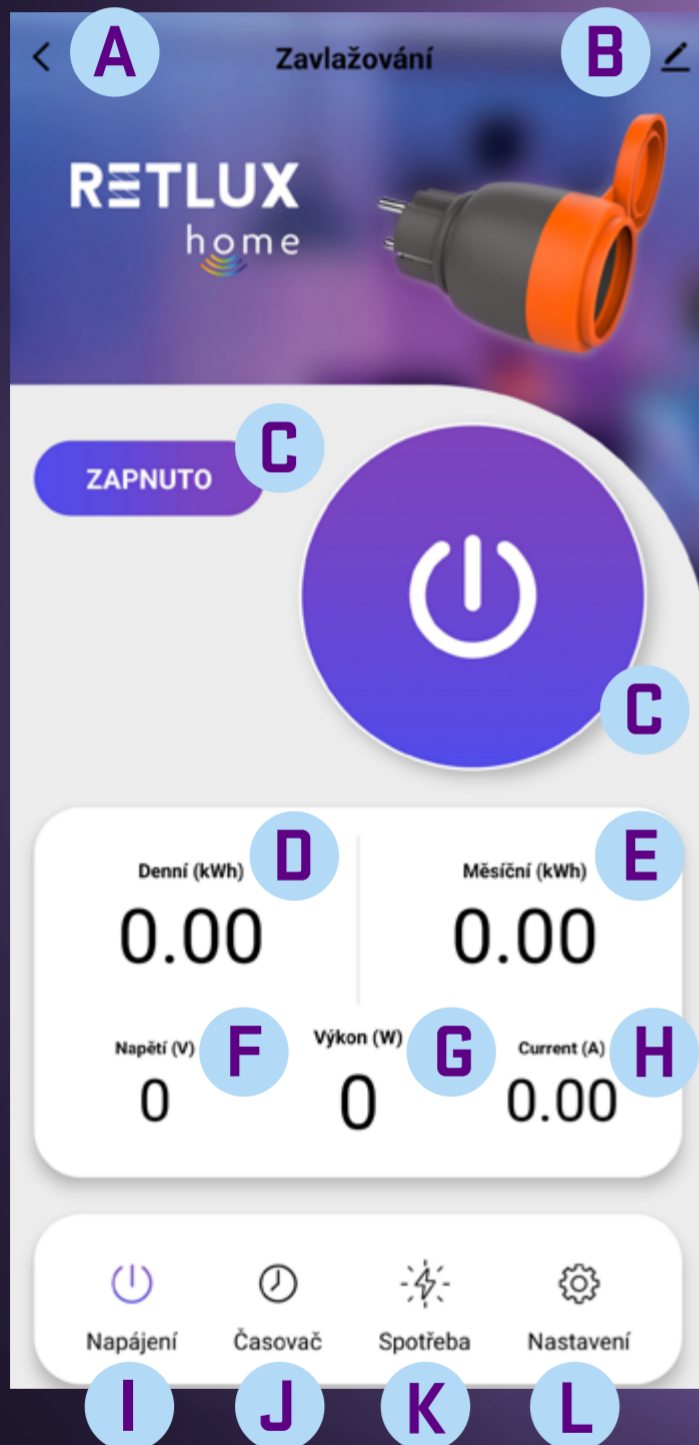 A Zavlažování B
RETLUX
home
ZAPNUTO C
C
Denní (kWh) D Měsíční (kWh) E
0.00 0.00
Napětí (V) F Výkon (W) G Current (A) H
0 0 0.00
Napájení Časovač Spotřeba Nastavení
I J K L